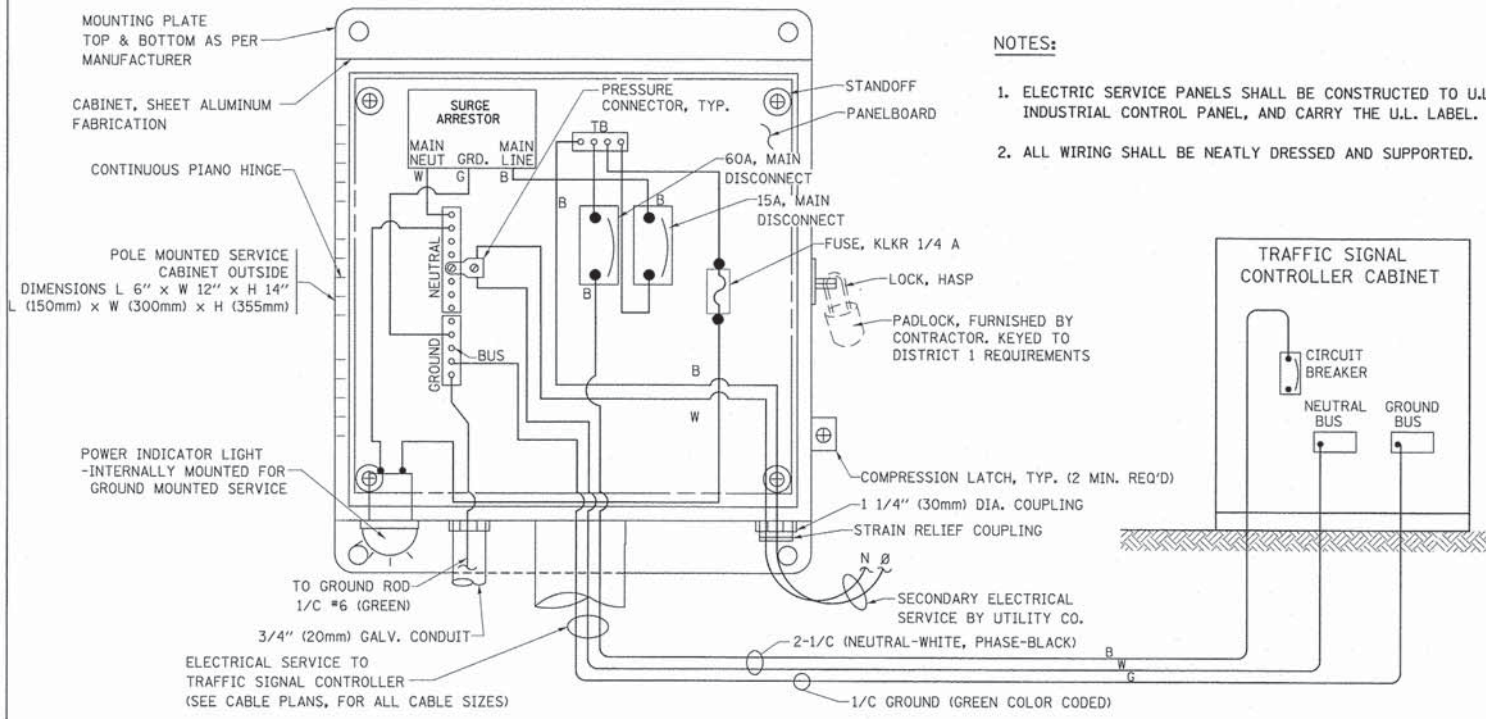 MOUNTING PLATE
TOP & BOTTOM AS PER
MANUFACTURER
CABINET, SHEET ALUMINUM
FABRICATION
CONTINUOUS PIANO HINGE
POLE MOUNTED SERVICE
CABINET OUTSIDE
DIMENSIONS L 6" x W 12" x H 14"
L (150mm) x W (300mm) x H (355mm)
POWER INDICATOR LIGHT
-INTERNALLY MOUNTED FOR
GROUND MOUNTED SERVICE
SURGE
ARRESTOR
MAIN
NEUT
GRD.
MAIN
LINE
W
G
B
PRESSURE
CONNECTOR, TYP.
TB
NEUTRAL
GROUND
BUS
B
B
B
B
W
STANDOFF
PANELBOARD
60A, MAIN
DISCONNECT
15A, MAIN
DISCONNECT
FUSE, KLKR 1/4 A
LOCK, HASP
PADLOCK, FURNISHED BY
CONTRACTOR. KEYED TO
DISTRICT 1 REQUIREMENTS
COMPRESSION LATCH, TYP. (2 MIN. REQ'D)
1 1/4" (30mm) DIA. COUPLING
STRAIN RELIEF COUPLING
N Ø
SECONDARY ELECTRICAL
SERVICE BY UTILITY CO.
TO GROUND ROD
1/C #6 (GREEN)
3/4" (20mm) GALV. CONDUIT
ELECTRICAL SERVICE TO
TRAFFIC SIGNAL CONTROLLER
(SEE CABLE PLANS, FOR ALL CABLE SIZES)
2-1/C (NEUTRAL-WHITE, PHASE-BLACK)
B
W
G
1/C GROUND (GREEN COLOR CODED)
NOTES:
1. ELECTRIC SERVICE PANELS SHALL BE CONSTRUCTED TO U.L
INDUSTRIAL CONTROL PANEL, AND CARRY THE U.L. LABEL.
2. ALL WIRING SHALL BE NEATLY DRESSED AND SUPPORTED.
TRAFFIC SIGNAL
CONTROLLER CABINET
CIRCUIT
BREAKER
NEUTRAL
BUS
GROUND
BUS